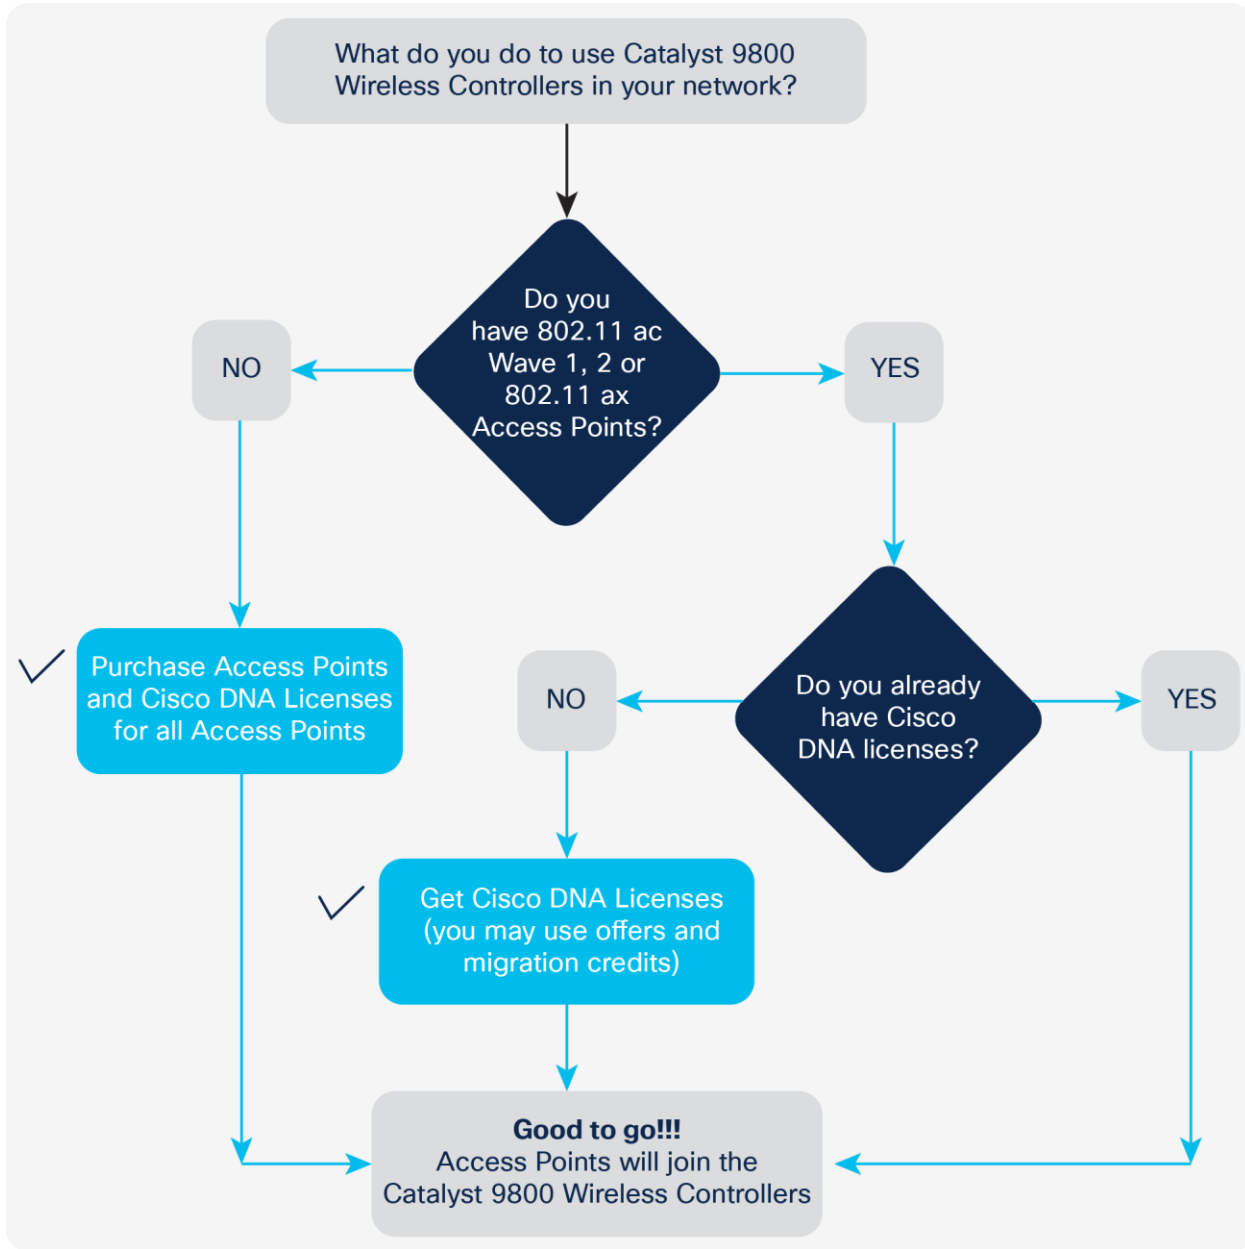 What do you do to use Catalyst 9800
Wireless Controllers in your network?
Do you
have 802.11 ac
Wave 1, 2 or
802.11 ax
Access Points?
NO
YES
Purchase Access Points
and Cisco DNA Licenses
for all Access Points
NO
Do you already
have Cisco
DNA licenses?
YES
Get Cisco DNA Licenses
(you may use offers and
migration credits)
Good to go!!!
Access Points will join the
Catalyst 9800 Wireless Controllers